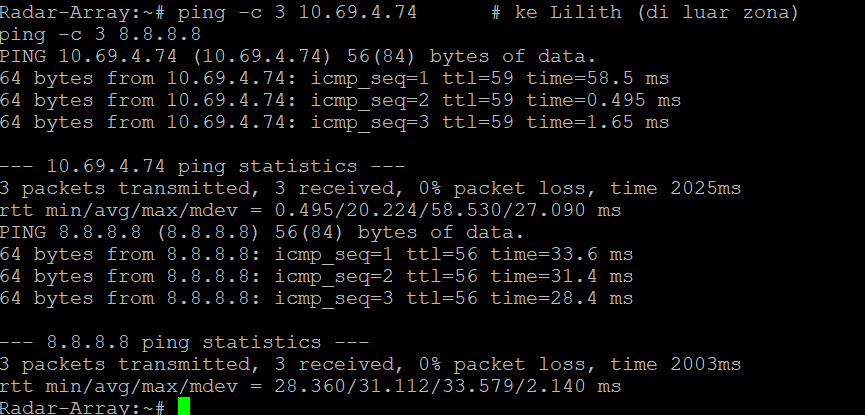 Radar-Array:~# ping -c 3 10.69.4.74      # ke Lilith (di luar zona)
ping -c 3 8.8.8.8
PING 10.69.4.74 (10.69.4.74) 56(84) bytes of data.
64 bytes from 10.69.4.74: icmp_seq=1 ttl=59 time=58.5 ms
64 bytes from 10.69.4.74: icmp_seq=2 ttl=59 time=0.495 ms
64 bytes from 10.69.4.74: icmp_seq=3 ttl=59 time=1.65 ms

--- 10.69.4.74 ping statistics ---
3 packets transmitted, 3 received, 0% packet loss, time 2025ms
rtt min/avg/max/mdev = 0.495/20.224/58.530/27.090 ms
PING 8.8.8.8 (8.8.8.8) 56(84) bytes of data.
64 bytes from 8.8.8.8: icmp_seq=1 ttl=56 time=33.6 ms
64 bytes from 8.8.8.8: icmp_seq=2 ttl=56 time=31.4 ms
64 bytes from 8.8.8.8: icmp_seq=3 ttl=56 time=28.4 ms

--- 8.8.8.8 ping statistics ---
3 packets transmitted, 3 received, 0% packet loss, time 2003ms
rtt min/avg/max/mdev = 28.360/31.112/33.579/2.140 ms
Radar-Array:~#